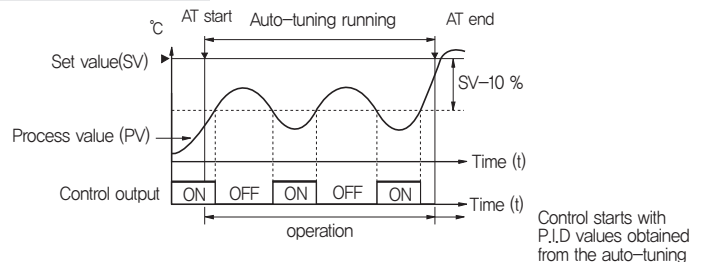 ℃
AT start
Auto-tuning running
AT end
Set value(SV)
SV-10 %
Process value (PV)
Time (t)
Control output
ON
OFF
ON
OFF
ON
Time (t)
operation
Control starts with
P.I.D values obtained
from the auto-tuning